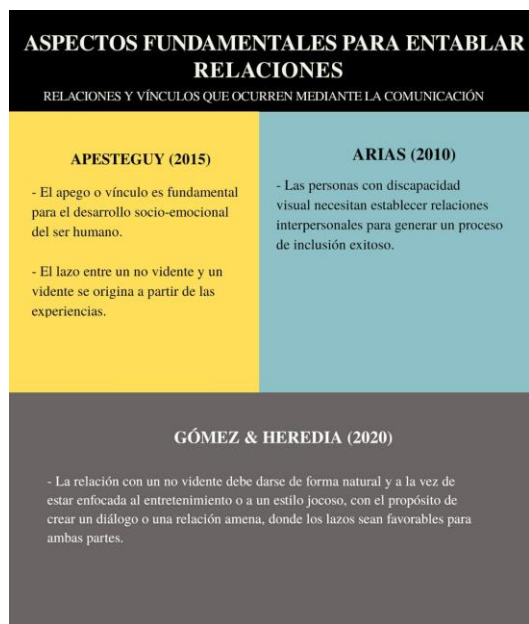 ASPECTOS FUNDAMENTALES PARA ENTABLAR
RELACIONES
RELACIONES Y VÍNCULOS QUE OCURREN MEDIANTE LA COMUNICACIÓN
APESTEGUY (2015)
- El apego o vínculo es fundamental
para el desarrollo socio-emocional
del ser humano.
- El lazo entre un no vidente y un
vidente se origina a partir de las
experiencias.
ARIAS (2010)
- Las personas con discapacidad
visual necesitan establecer relaciones
interpersonales para generar un proceso
de inclusión exitoso.
GÓMEZ & HEREDIA (2020)
- La relación con un no vidente debe darse de forma natural y a la vez de
estar enfocada al entretenimiento o a un estilo jocoso, con el propósito de
crear un diálogo o una relación amena, donde los lazos sean favorables para
ambas partes.